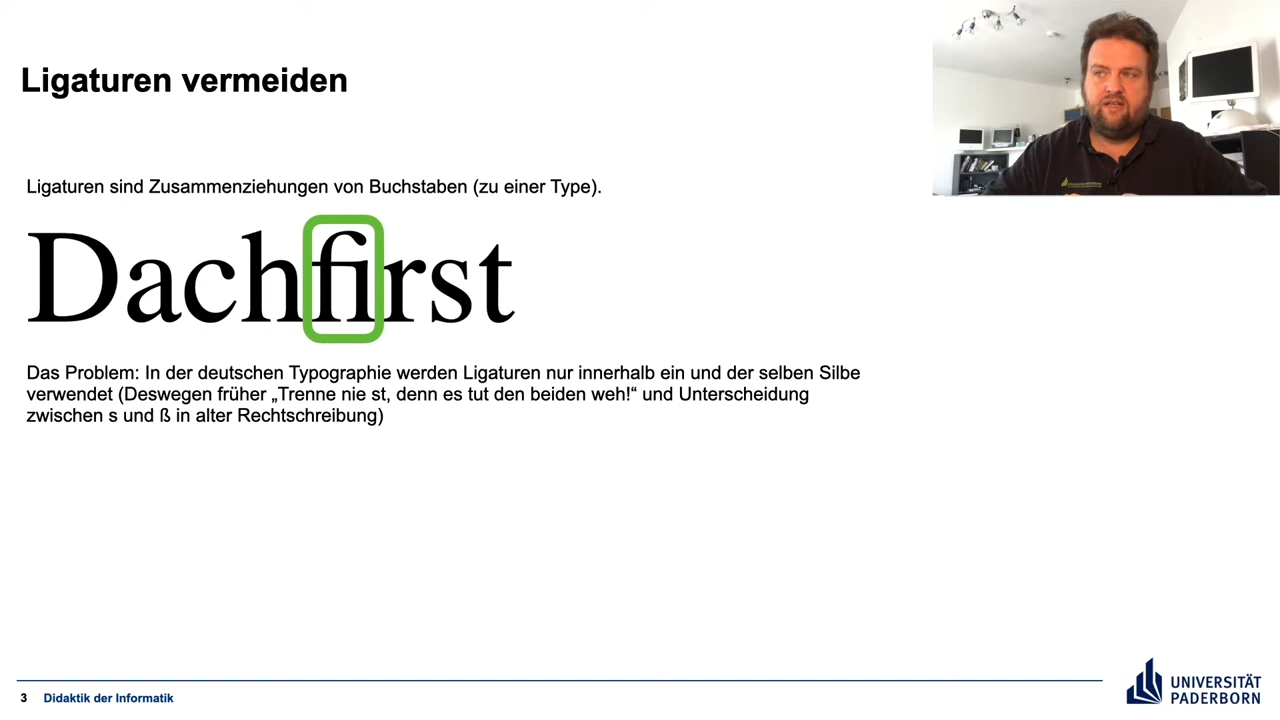 Ligaturen vermeiden
Ligaturen sind Zusammenziehungen von Buchstaben (zu einer Type).
Dachfirst
Das Problem: In der deutschen Typographie werden Ligaturen nur innerhalb ein und der selben Silbe
verwendet (Deswegen früher „Trenne nie st, denn es tut den beiden weh!“ und Unterscheidung
zwischen s und ß in alter Rechtschreibung)
3 Didaktik der Informatik
UNIVERSITÄT
PADERBORN